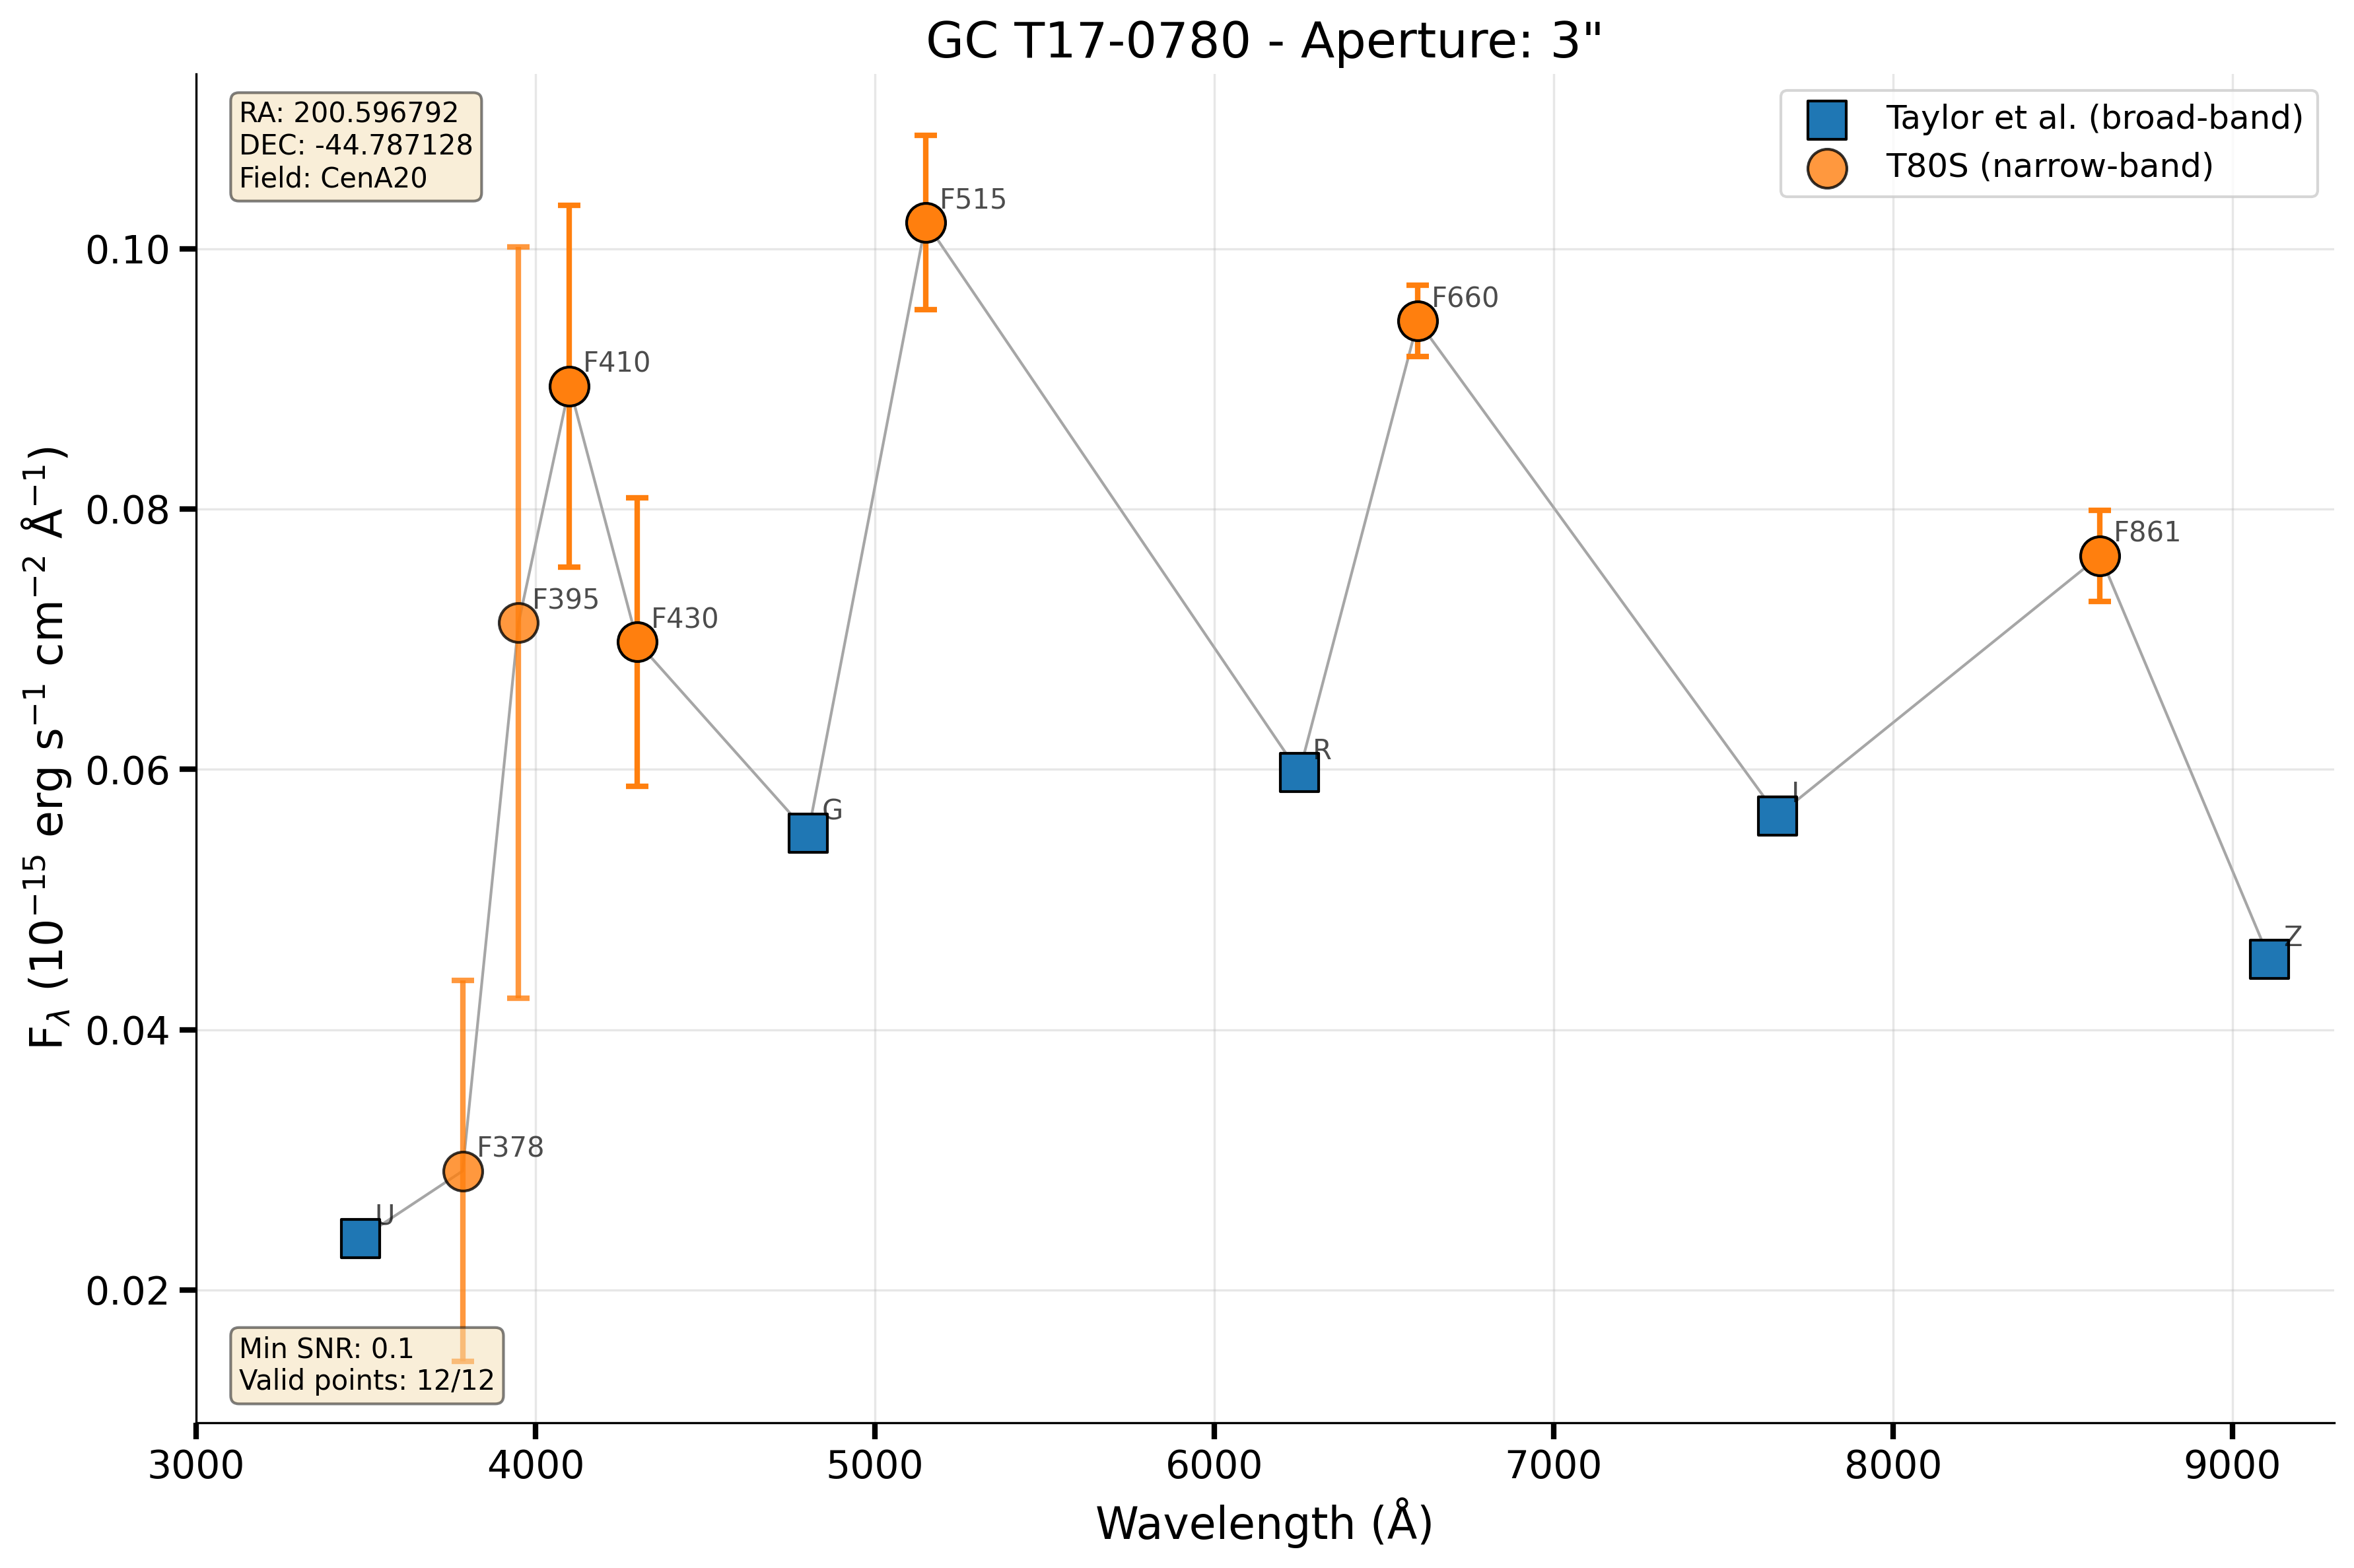 GC T17-0780 - Aperture: 3"
RA: 200.596792
DEC: -44.787128
Field: CenA20
Taylor et al. (broad-band)
T80S (narrow-band)
F515
F660
F410
F861
F395
F430
R
I
G
Z
F378
U
Min SNR: 0.1
Valid points: 12/12
0.10
0.08
0.06
0.04
0.02
F$_{λ}$ (10$^{−15}$ erg s$^{−1}$ cm$^{−2}$ Å$^{−1}$)
3000 4000 5000 6000 7000 8000 9000
Wavelength (Å)